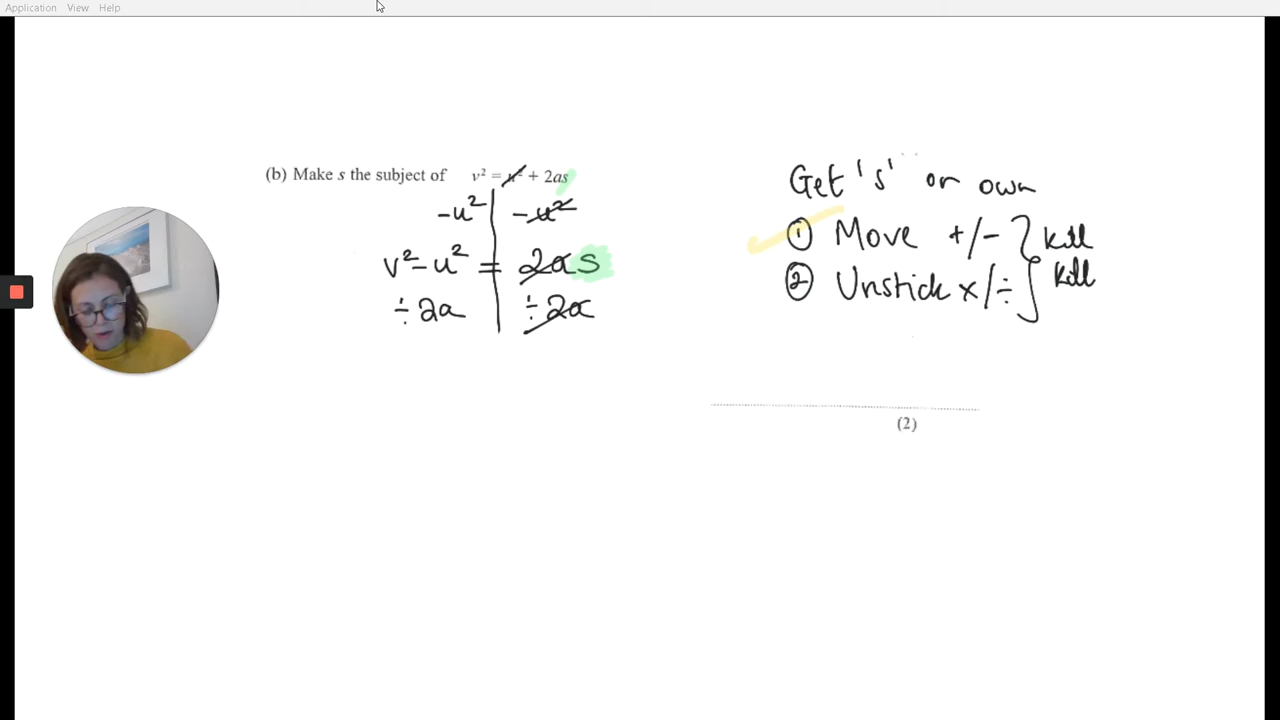 Application View Help
(b) Make s the subject of v² = u² + 2as
-u² -u²
v²-u² = 2as
÷2a ÷2a
Get 's' or own
① Move +/- } kill
② Unstick x/÷ } kill
(2)